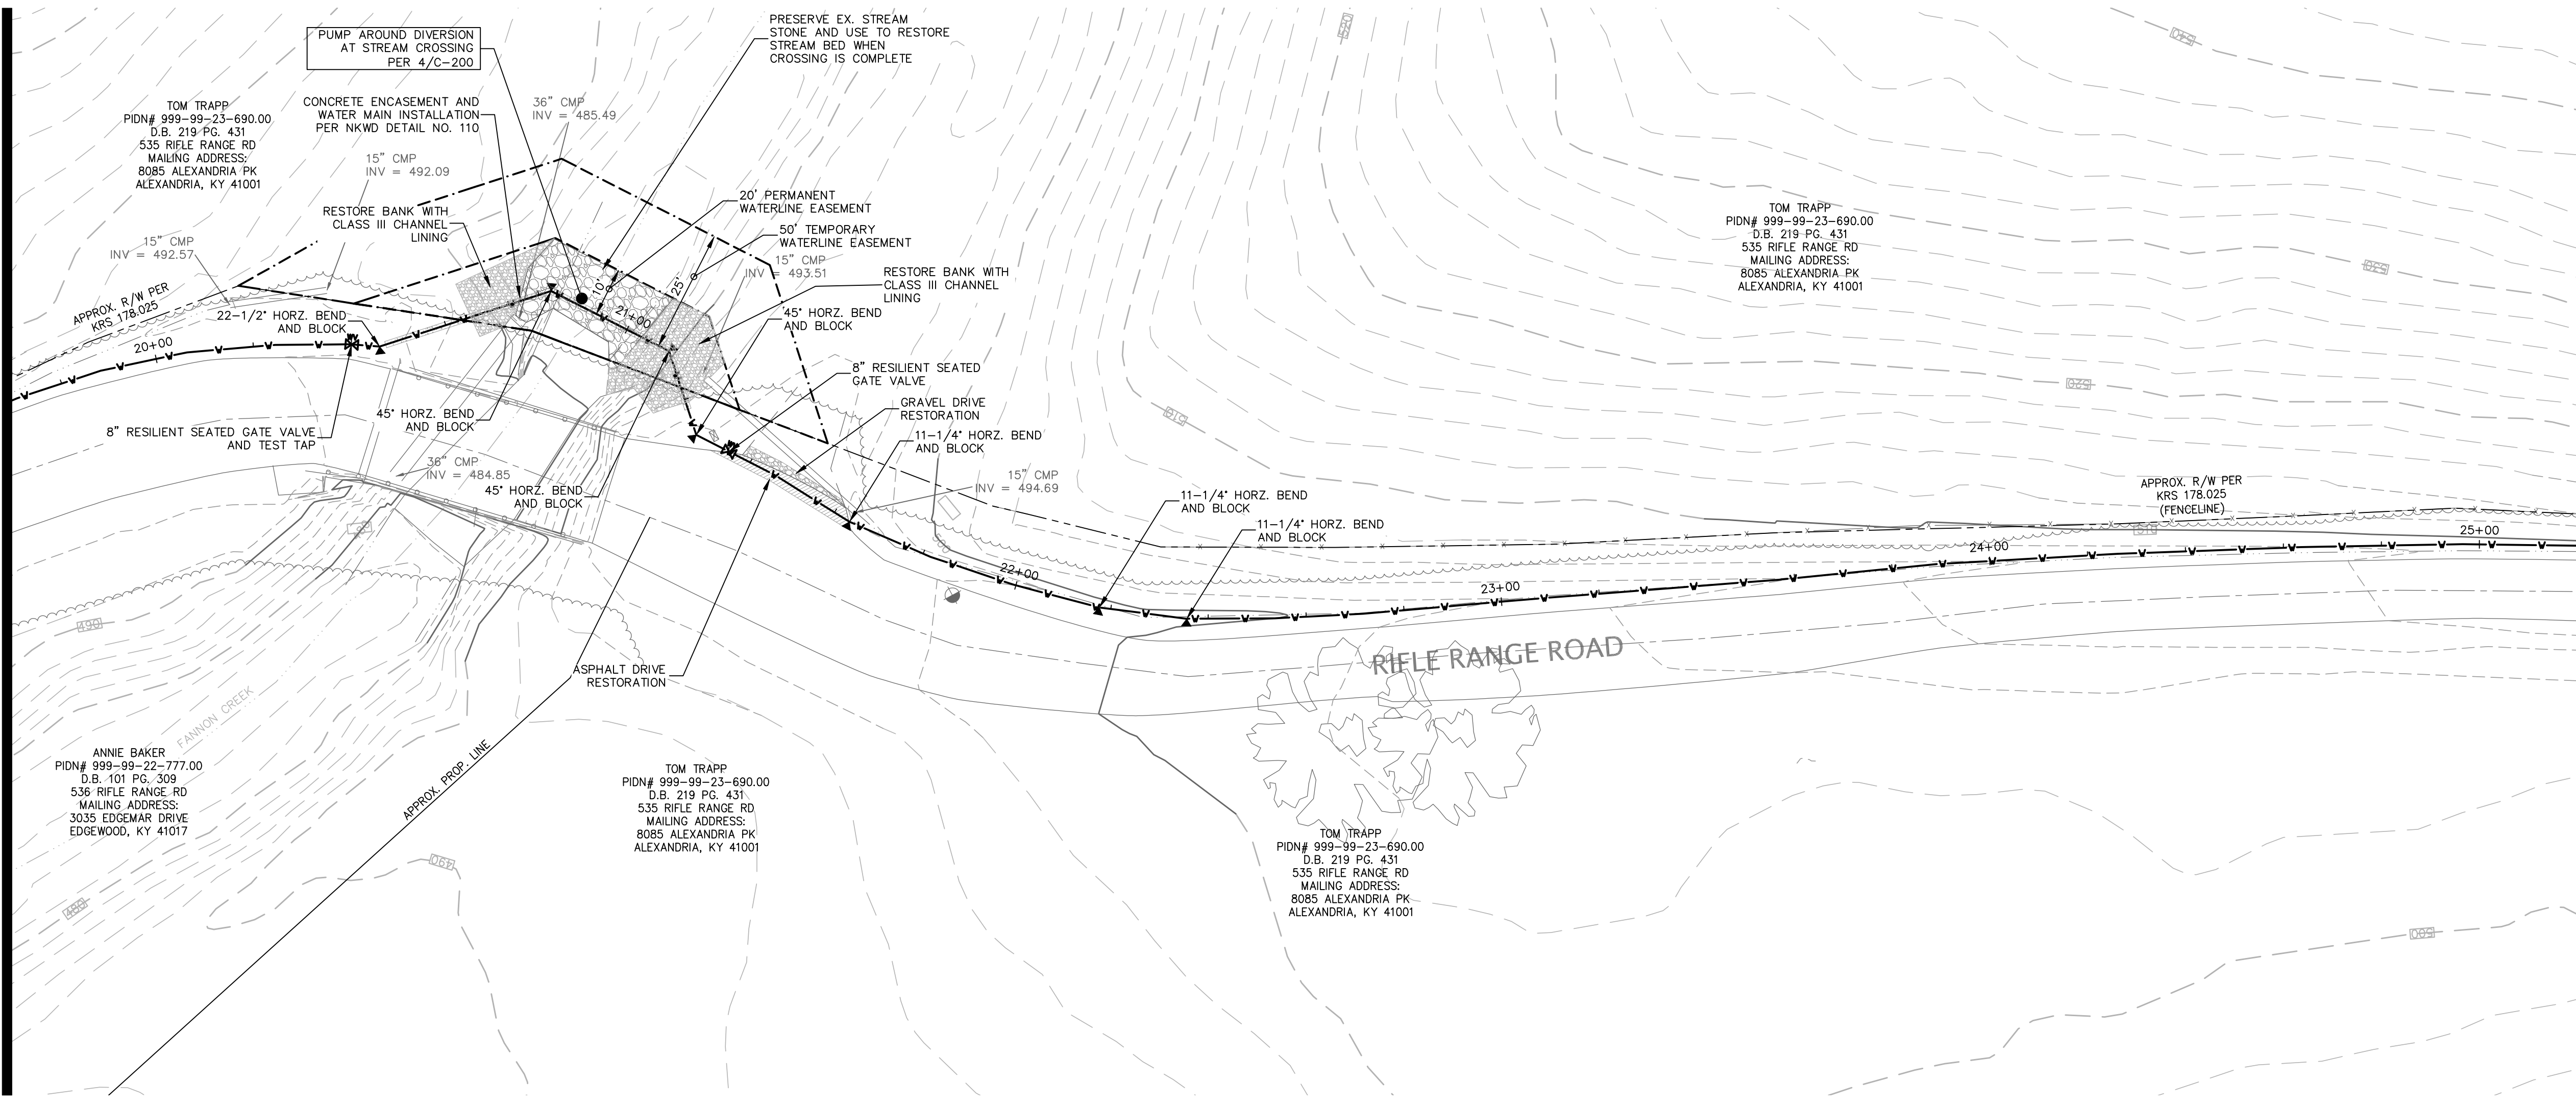 PUMP AROUND DIVERSION
AT STREAM CROSSING
PER 4/C-200
PRESERVE EX. STREAM
STONE AND USE TO RESTORE
STREAM BED WHEN
CROSSING IS COMPLETE
520
540
TOM TRAPP
PIDN# 999-99-23-690.00
D.B. 219 PG. 431
535 RIFLE RANGE RD
MAILING ADDRESS:
8085 ALEXANDRIA PK
ALEXANDRIA, KY 41001
CONCRETE ENCASEMENT AND
WATER MAIN INSTALLATION
PER NKWD DETAIL NO. 110
36" CMP
INV = 485.49
15" CMP
INV = 492.09
RESTORE BANK WITH
CLASS III CHANNEL
LINING
15" CMP
INV = 492.57
20' PERMANENT
WATERLINE EASEMENT
50' TEMPORARY
WATERLINE EASEMENT
15" CMP
INV = 493.51
RESTORE BANK WITH
CLASS III CHANNEL
LINING
10'
25'
21+00
APPROX. R/W PER
KRS 178.025
22-1/2° HORZ. BEND
AND BLOCK
20+00
45° HORZ. BEND
AND BLOCK
8" RESILIENT SEATED
GATE VALVE
GRAVEL DRIVE
RESTORATION
11-1/4° HORZ. BEND
AND BLOCK
45° HORZ. BEND
AND BLOCK
8" RESILIENT SEATED GATE VALVE
AND TEST TAP
36" CMP
INV = 484.85
45° HORZ. BEND
AND BLOCK
15" CMP
INV = 494.69
TOM TRAPP
PIDN# 999-99-23-690.00
D.B. 219 PG. 431
535 RIFLE RANGE RD
MAILING ADDRESS:
8085 ALEXANDRIA PK
ALEXANDRIA, KY 41001
530
520
510
11-1/4° HORZ. BEND
AND BLOCK
11-1/4° HORZ. BEND
AND BLOCK
APPROX. R/W PER
KRS 178.025
(FENCELINE)
510
22+00
23+00
24+00
25+00
RIFLE RANGE ROAD
490
ASPHALT DRIVE
RESTORATION
FANNON CREEK
APPROX. PROP. LINE
ANNIE BAKER
PIDN# 999-99-22-777.00
D.B. 101 PG. 309
536 RIFLE RANGE RD
MAILING ADDRESS:
3035 EDGEMAR DRIVE
EDGEWOOD, KY 41017
TOM TRAPP
PIDN# 999-99-23-690.00
D.B. 219 PG. 431
535 RIFLE RANGE RD
MAILING ADDRESS:
8085 ALEXANDRIA PK
ALEXANDRIA, KY 41001
TOM TRAPP
PIDN# 999-99-23-690.00
D.B. 219 PG. 431
535 RIFLE RANGE RD
MAILING ADDRESS:
8085 ALEXANDRIA PK
ALEXANDRIA, KY 41001
490
480
500